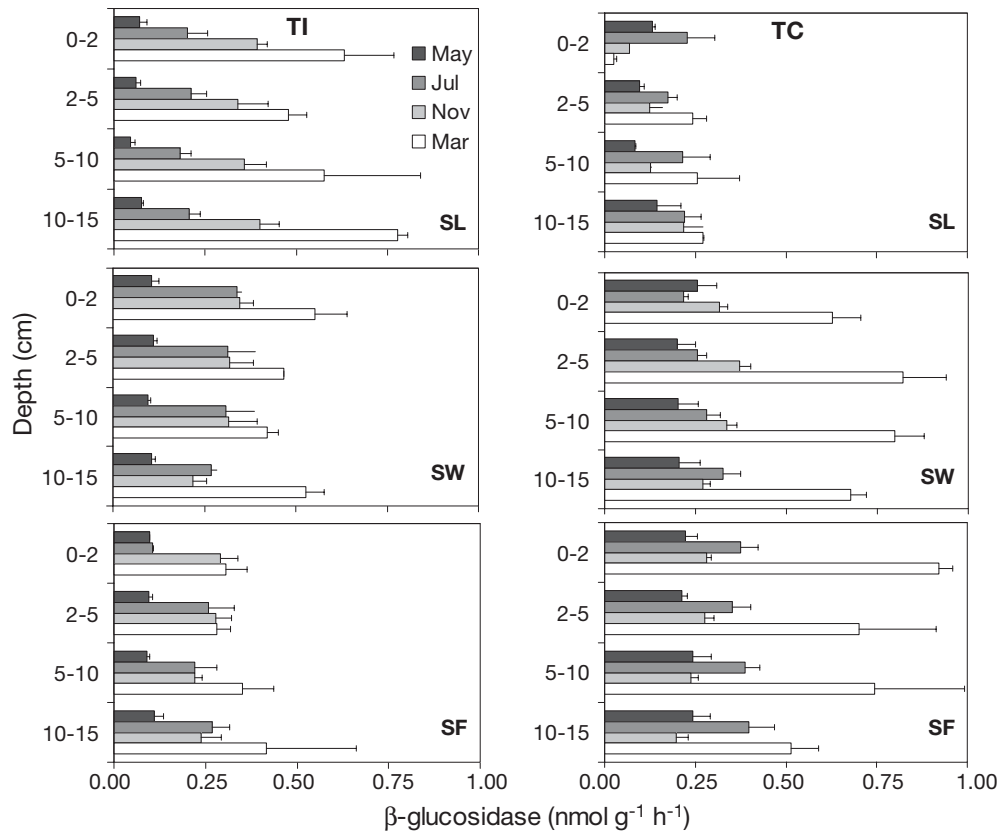 TI
TC
May
Jul
Nov
Mar
0-2
2-5
5-10
10-15
SL
0-2
2-5
5-10
10-15
SL
0-2
2-5
5-10
10-15
SW
0-2
2-5
5-10
10-15
SW
0-2
2-5
5-10
10-15
SF
0-2
2-5
5-10
10-15
SF
Depth (cm)
0.00 0.25 0.50 0.75 1.00
0.00 0.25 0.50 0.75 1.00
β-glucosidase (nmol g⁻¹ h⁻¹)